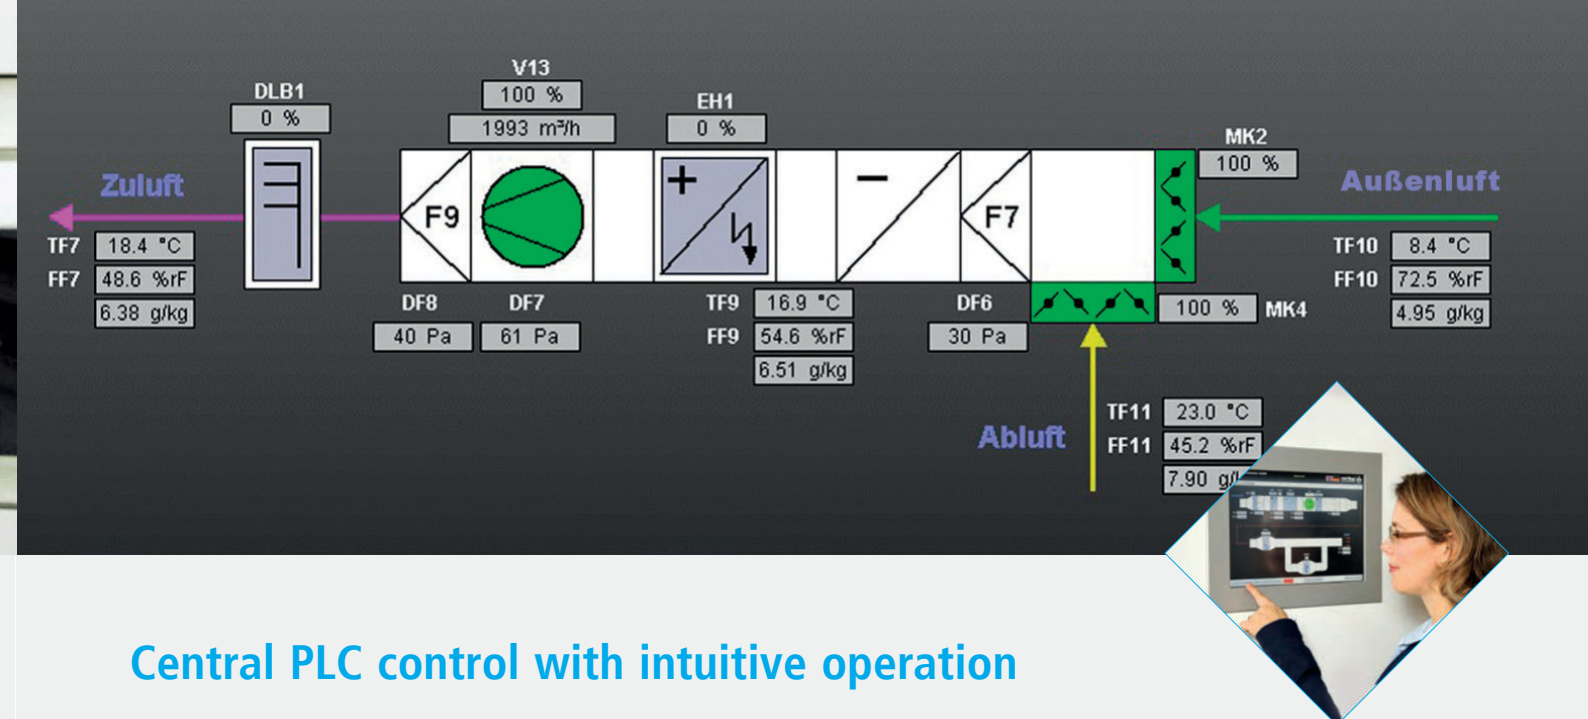 V13
100 %
1993 m³/h
DLB1
0 %
EH1
0 %
MK2
100 %
Zuluft
Außenluft
F9
+
−
F7
TF7 18.4 °C
FF7 48.6 %rF
6.38 g/kg
TF10 8.4 °C
FF10 72.5 %rF
4.95 g/kg
DF8
40 Pa
DF7
61 Pa
TF9 16.9 °C
FF9 54.6 %rF
6.51 g/kg
DF6
30 Pa
100 % MK4
Abluft
TF11 23.0 °C
FF11 45.2 %rF
7.90
Central PLC control with intuitive operation